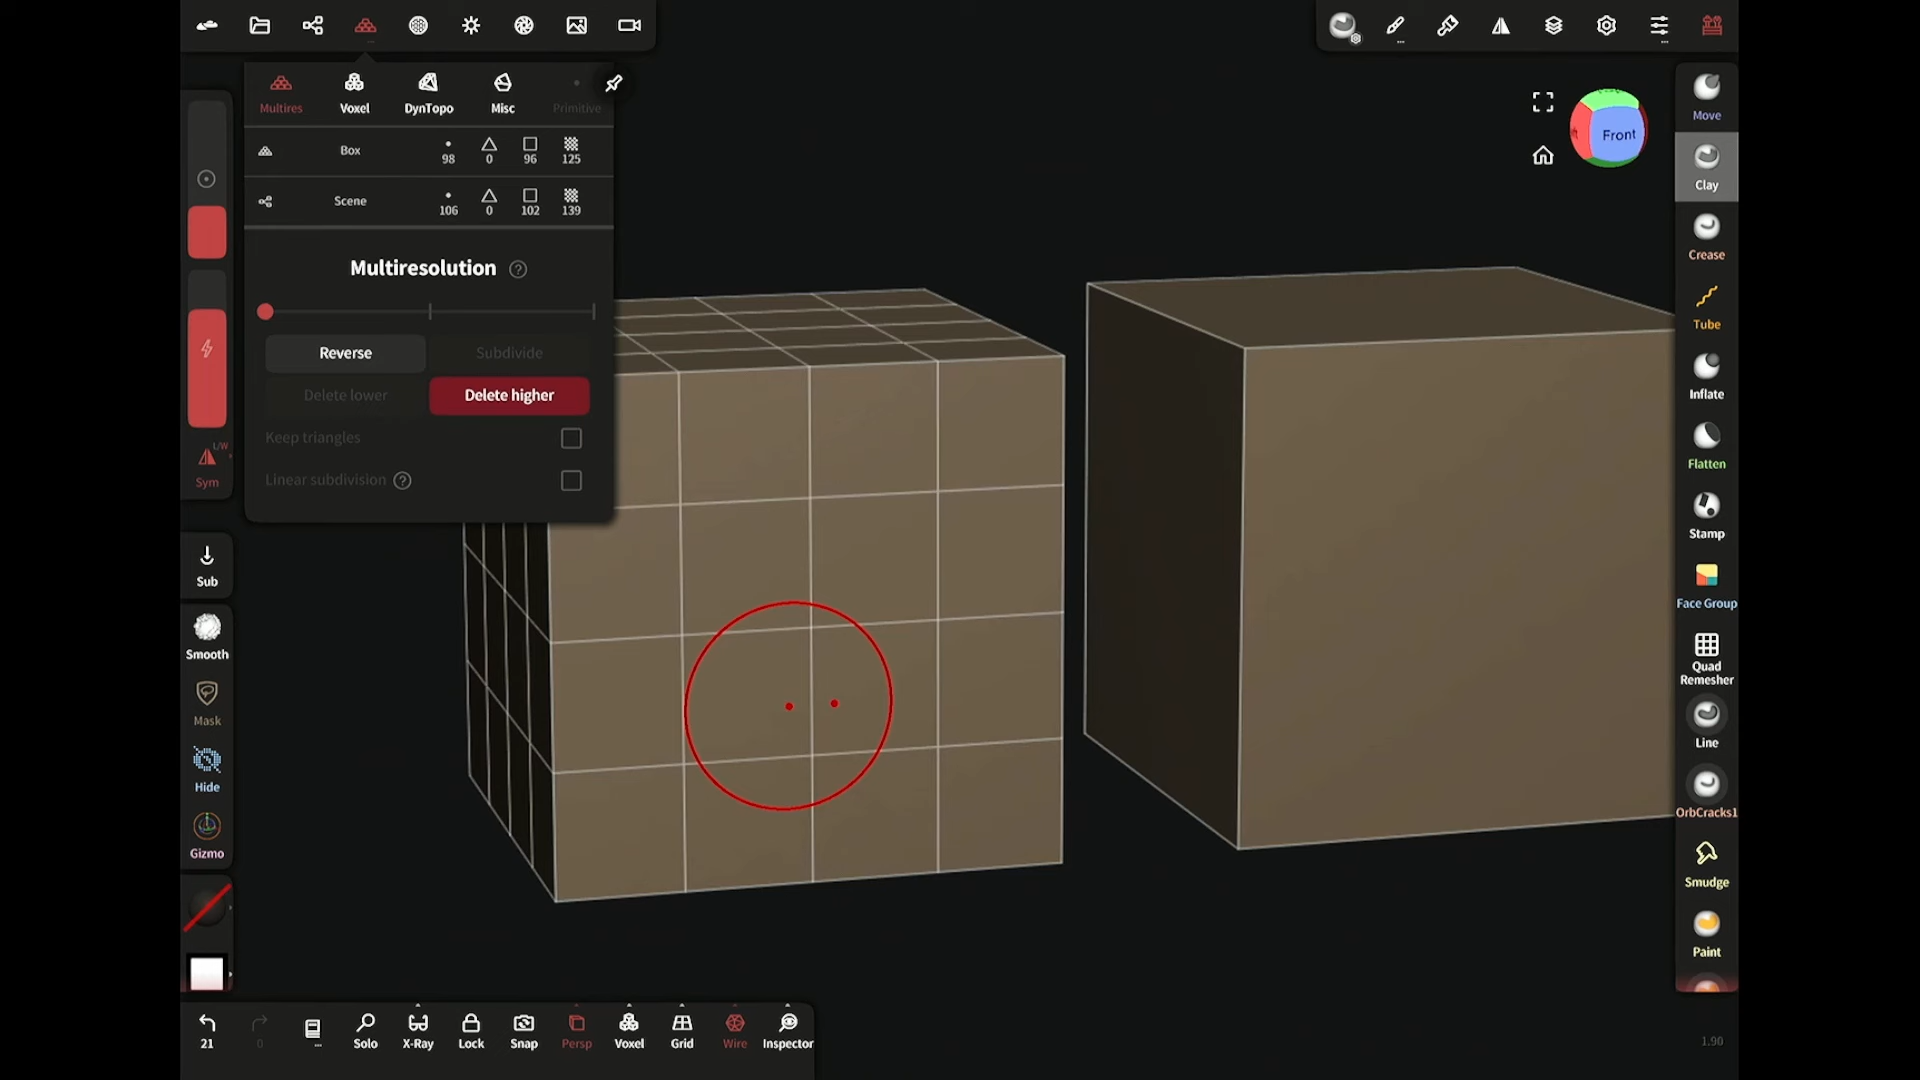 Multires
Voxel
DynTopo
Misc
Primitive
Box
98
0
96
125
Scene
106
0
102
139
Multiresolution ?
Reverse
Subdivide
Delete lower
Delete higher
Keep triangles
Linear subdivision ?
L/W
Sym
Sub
Smooth
Mask
Hide
Gizmo
Front
Move
Clay
Crease
Tube
Inflate
Flatten
Stamp
Face Group
Quad
Remesher
Line
OrbCracks1
Smudge
Paint
21
0
Solo
X-Ray
Lock
Snap
Persp
Voxel
Grid
Wire
Inspector
1.90